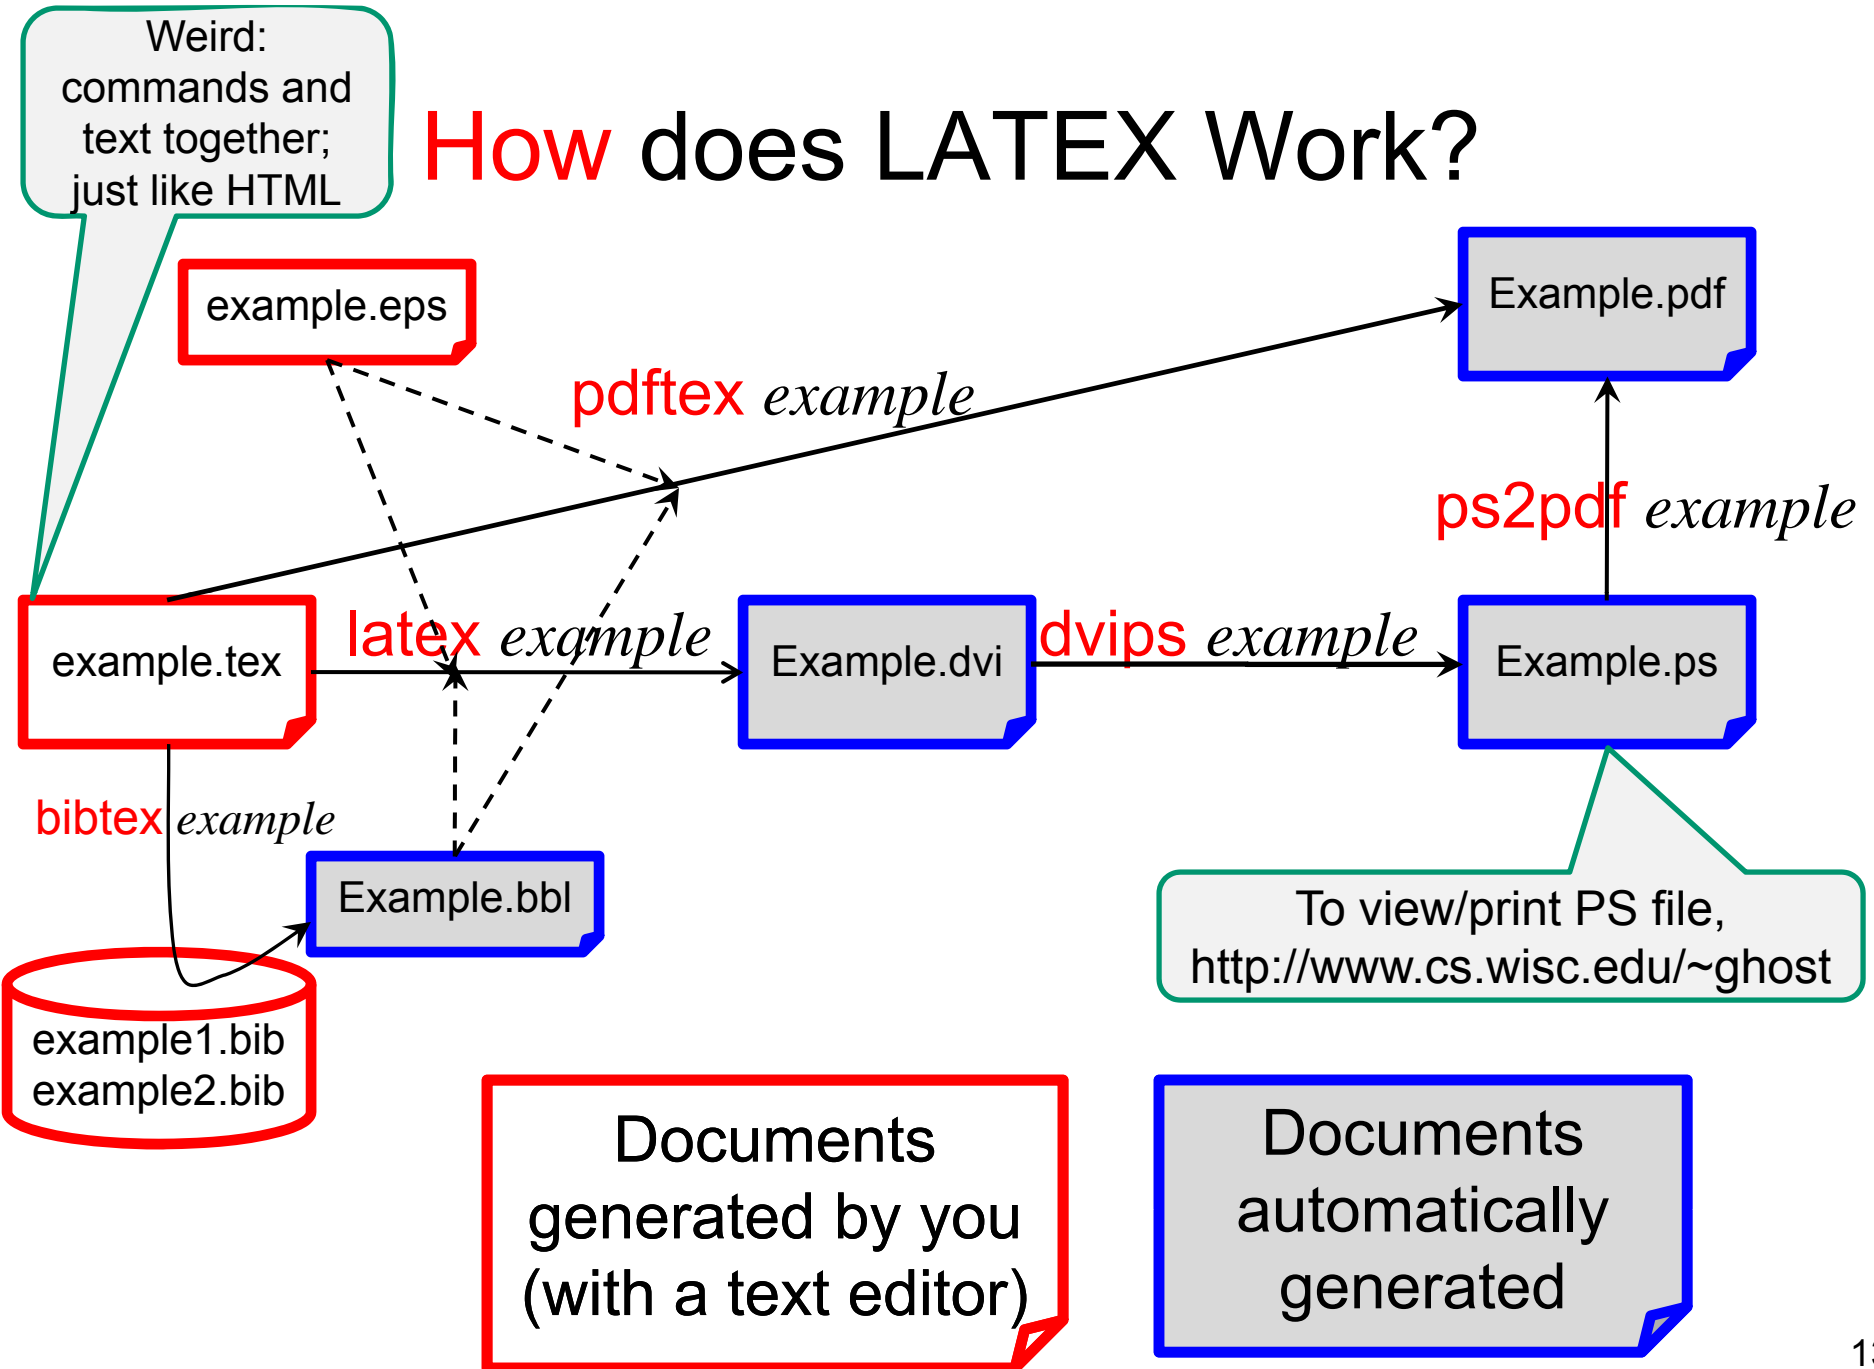 Weird:
commands and
text together;
just like HTML
How does LATEX Work?
example.eps
Example.pdf
pdftex example
ps2pdf example
example.tex
latex example
Example.dvi
dvips example
Example.ps
bibtex example
Example.bbl
To view/print PS file,
http://www.cs.wisc.edu/~ghost
example1.bib
example2.bib
Documents
generated by you
(with a text editor)
Documents
automatically
generated